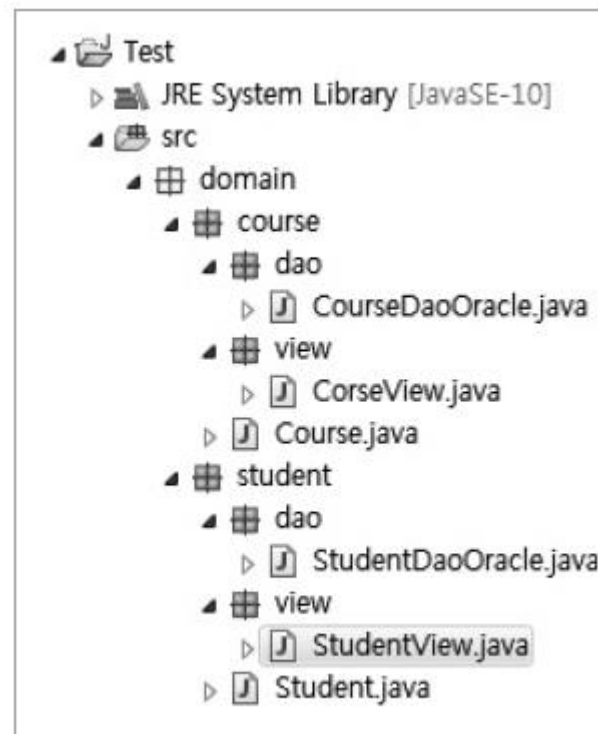 Test
JRE System Library [JavaSE-10]
src
domain
course
dao
CourseDaoOracle.java
view
CorseView.java
Course.java
student
dao
StudentDaoOracle.java
view
StudentView.java
Student.java